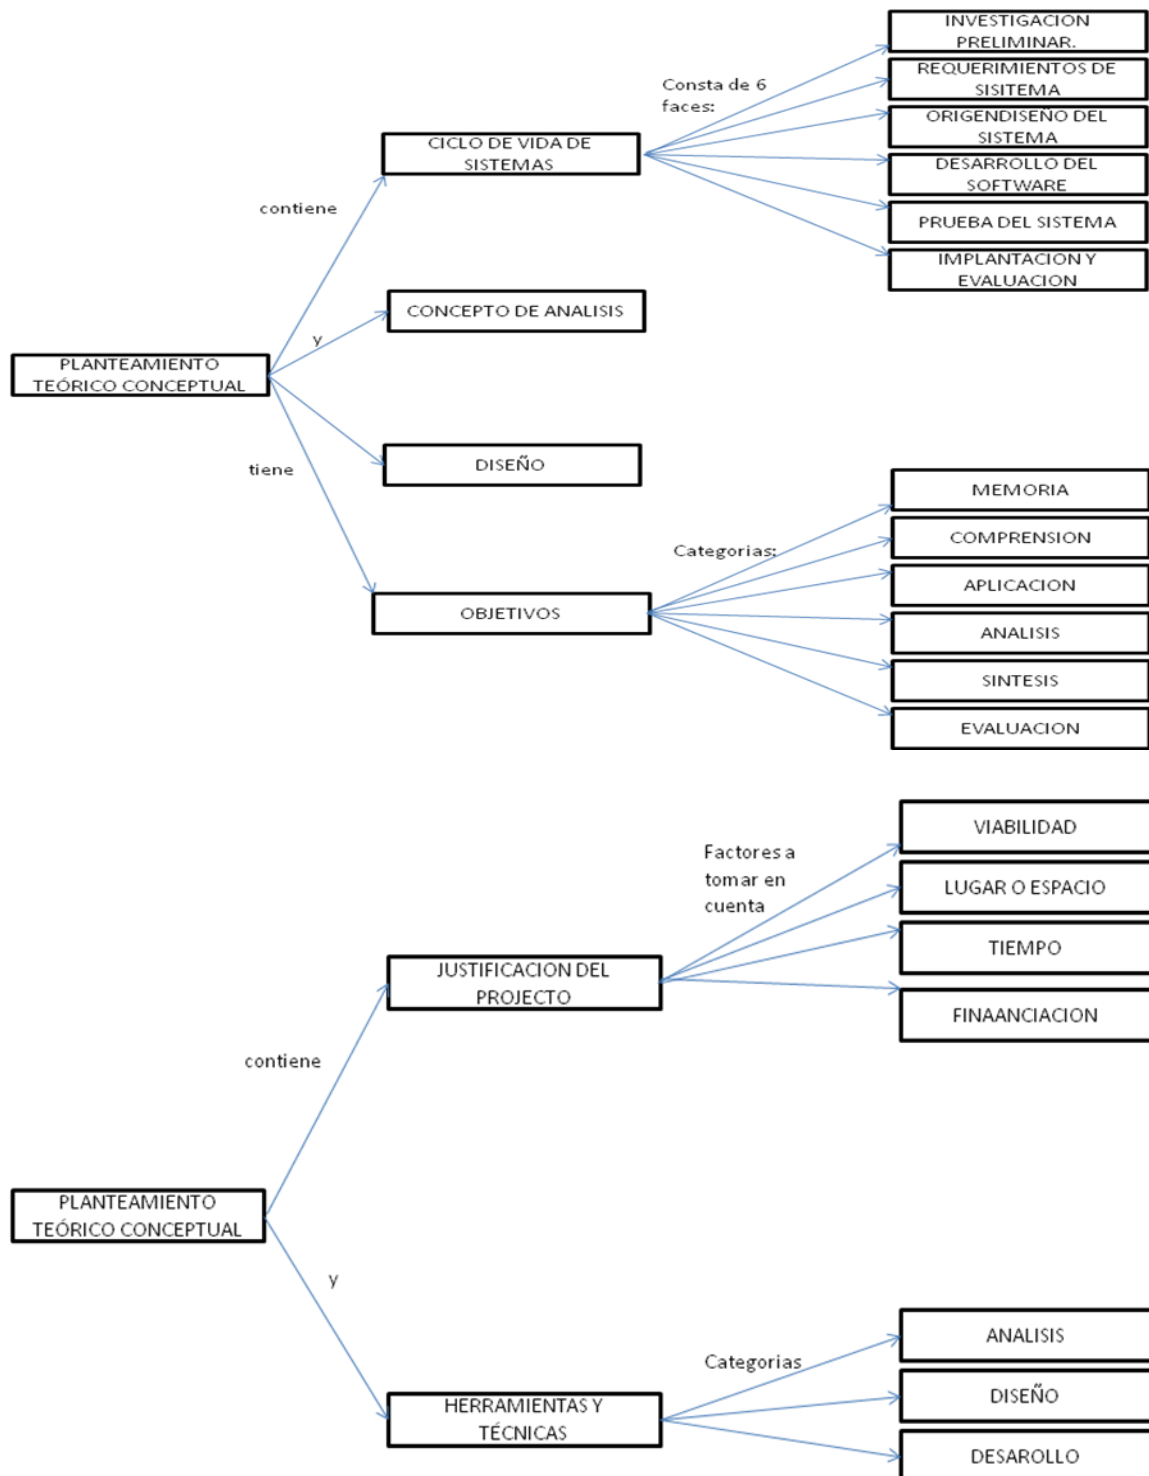 INVESTIGACION
PRELIMINAR.
REQUERIMIENTOS DE
SISITEMA
Consta de 6
faces:
ORIGENDISEÑO DEL
SISTEMA
CICLO DE VIDA DE
SISTEMAS
DESARROLLO DEL
SOFTWARE
PRUEBA DEL SISTEMA
IMPLANTACION Y
EVALUACION
contiene
CONCEPTO DE ANALISIS
y
PLANTEAMIENTO
TEÓRICO CONCEPTUAL
tiene
DISEÑO
MEMORIA
COMPRENSION
Categorias:
APLICACION
OBJETIVOS
ANALISIS
SINTESIS
EVALUACION
VIABILIDAD
Factores a
tomar en
cuenta
LUGAR O ESPACIO
TIEMPO
JUSTIFICACION DEL
PROJECTO
FINAANCIACION
contiene
PLANTEAMIENTO
TEÓRICO CONCEPTUAL
y
ANALISIS
Categorias
DISEÑO
HERRAMIENTAS Y
TÉCNICAS
DESAROLLO